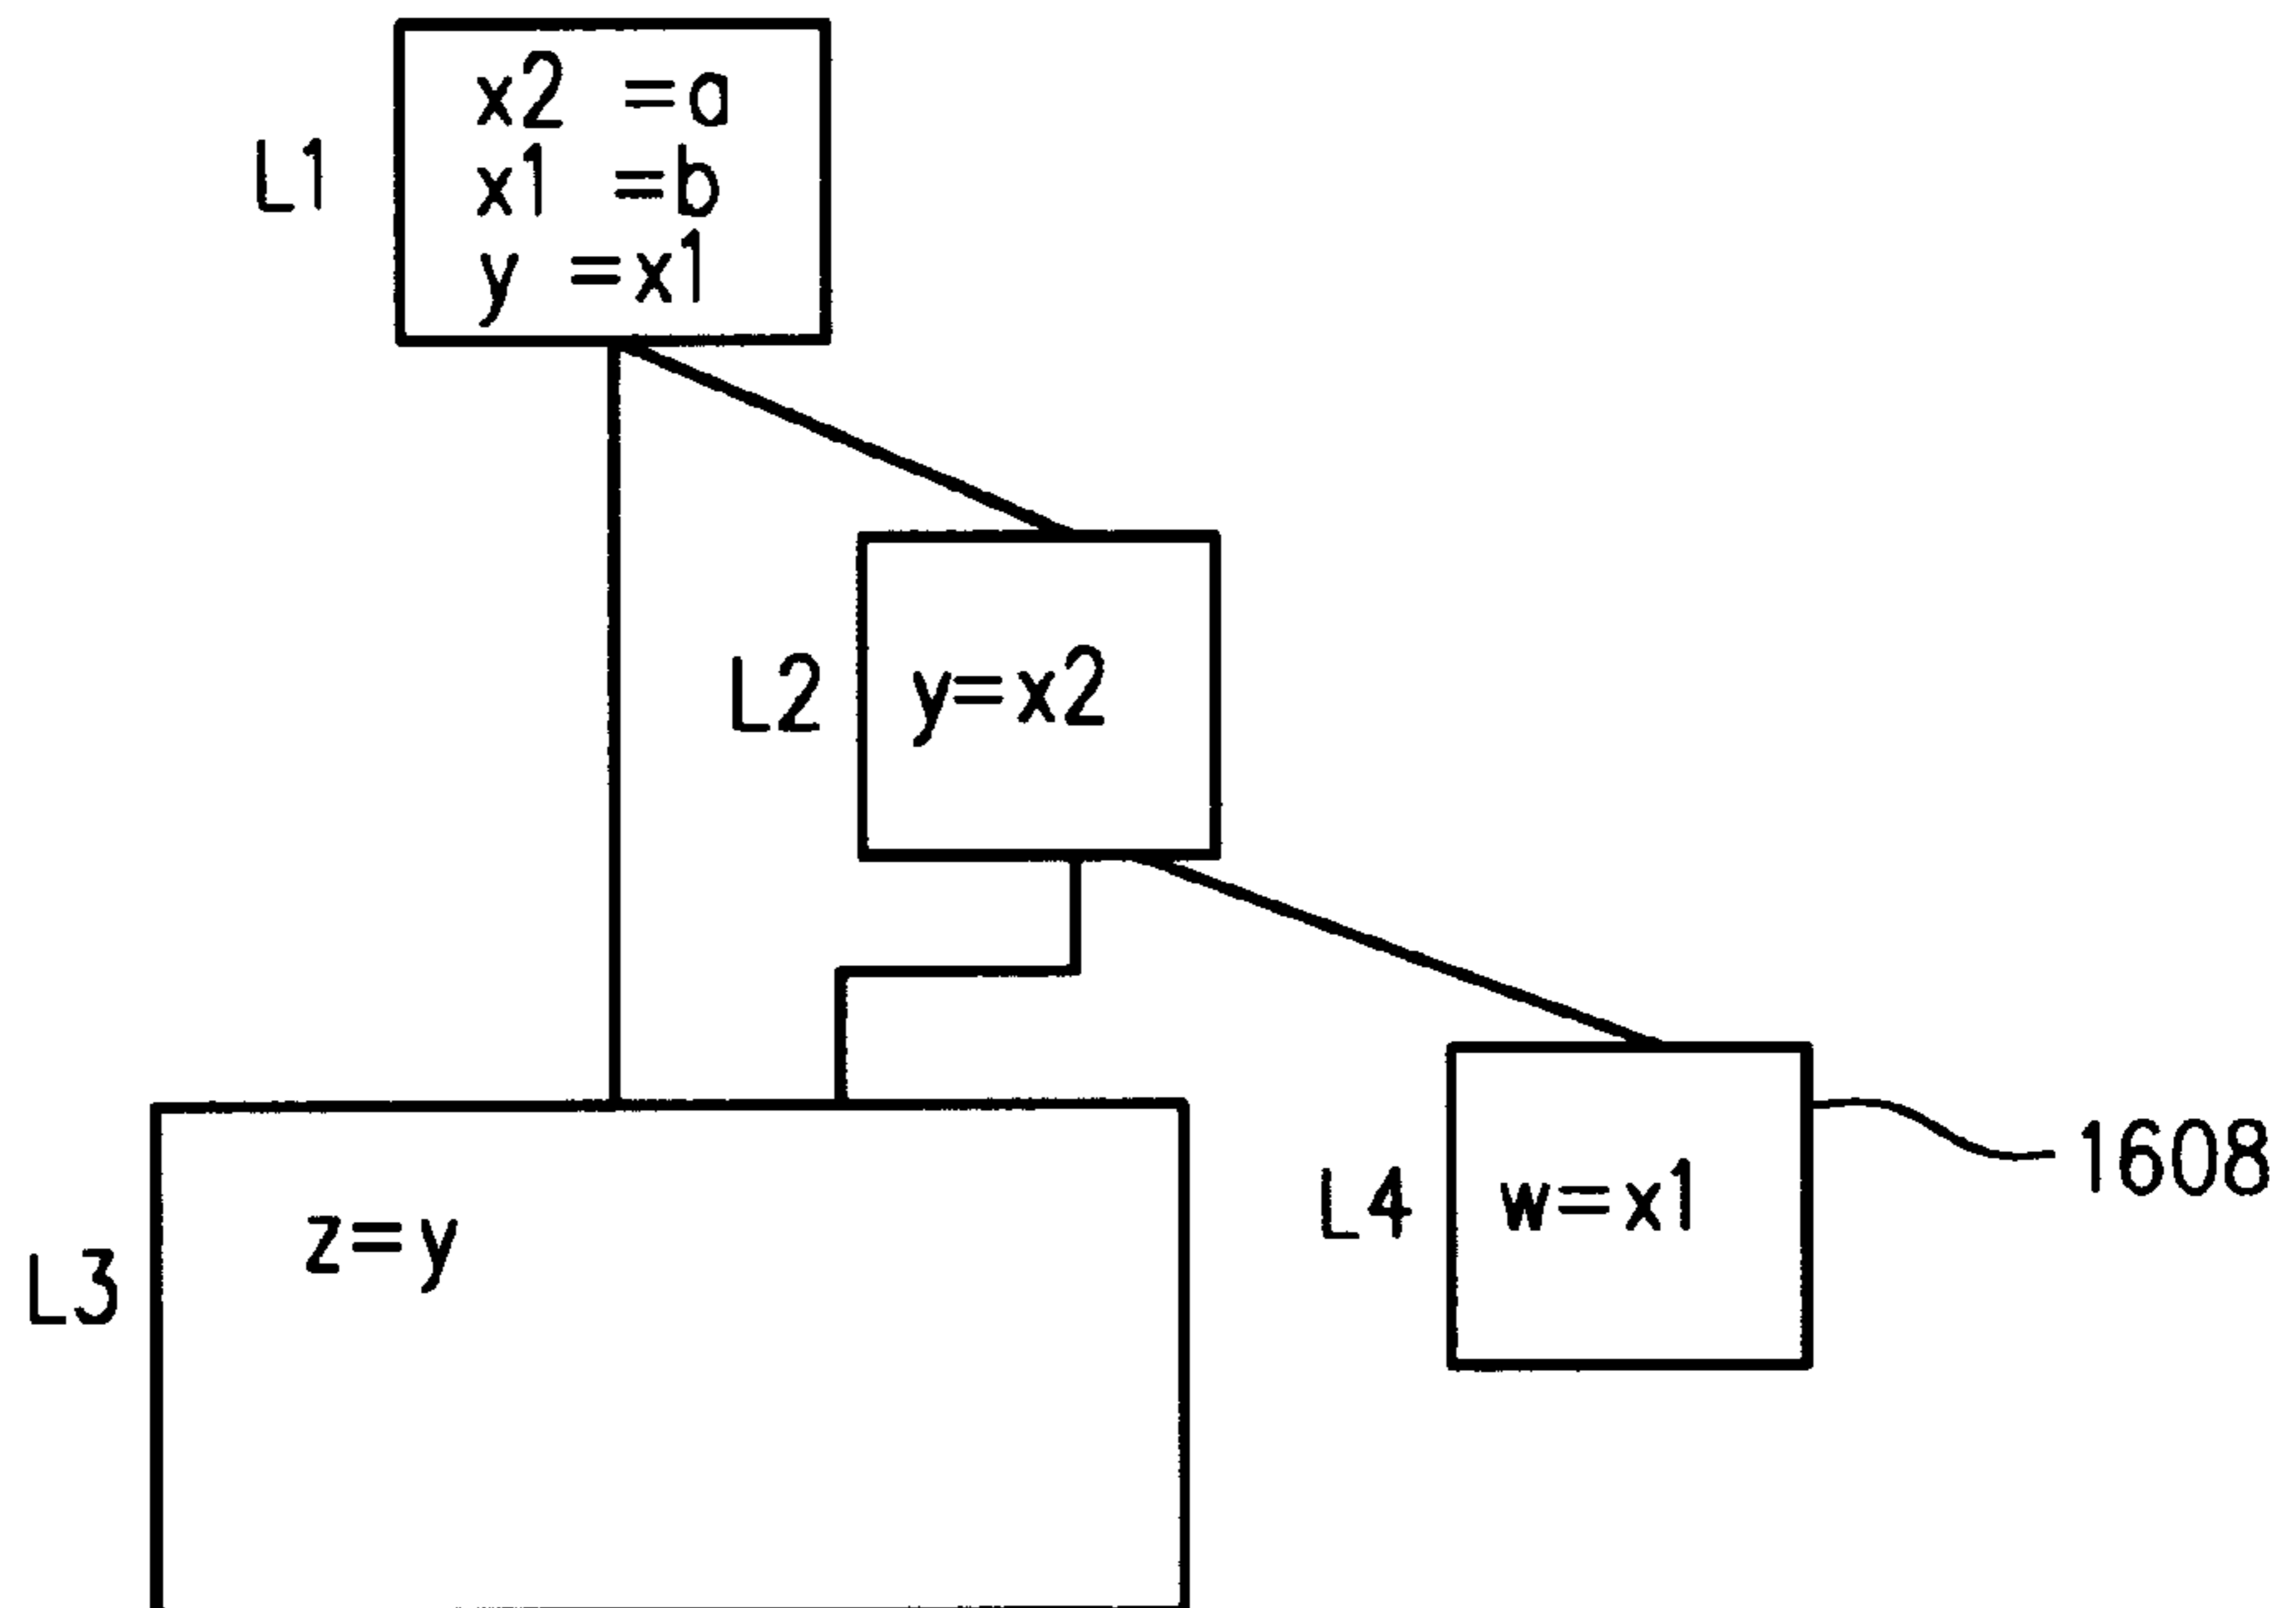 L1
x2 =a
x1 =b
y =x1
L2
y=x2
L3
z=y
L4
w=x1
1608